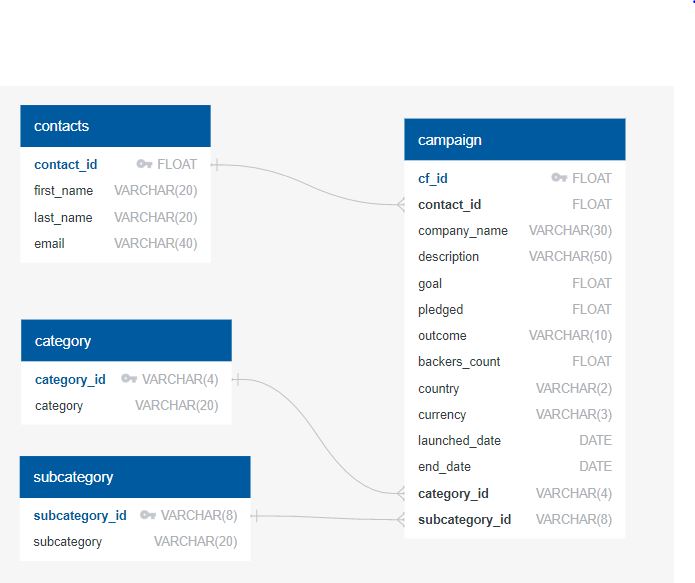 contacts
contact_id FLOAT
first_name VARCHAR(20)
last_name VARCHAR(20)
email VARCHAR(40)
category
category_id VARCHAR(4)
category VARCHAR(20)
subcategory
subcategory_id VARCHAR(8)
subcategory VARCHAR(20)
campaign
cf_id FLOAT
contact_id FLOAT
company_name VARCHAR(30)
description VARCHAR(50)
goal FLOAT
pledged FLOAT
outcome VARCHAR(10)
backers_count FLOAT
country VARCHAR(2)
currency VARCHAR(3)
launched_date DATE
end_date DATE
category_id VARCHAR(4)
subcategory_id VARCHAR(8)